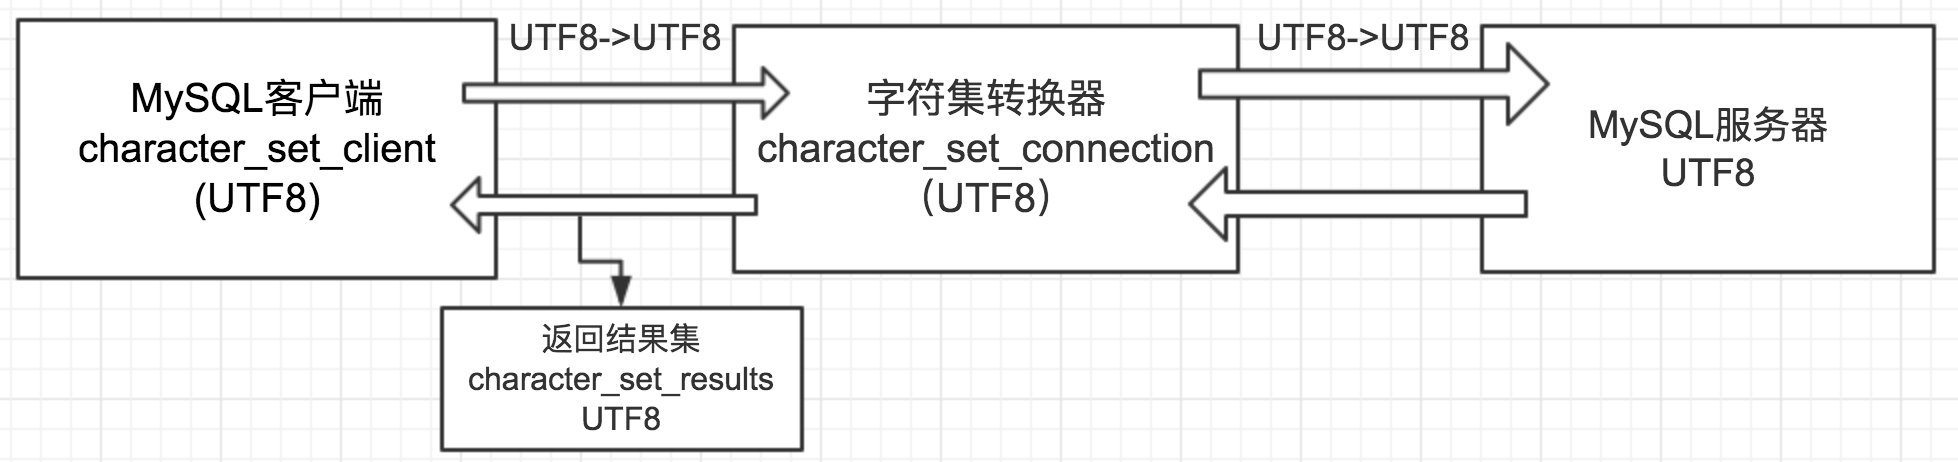 UTF8->UTF8
UTF8->UTF8
MySQL客户端
character_set_client
(UTF8)
字符集转换器
character_set_connection
（UTF8）
MySQL服务器
UTF8
返回结果集
character_set_results
UTF8